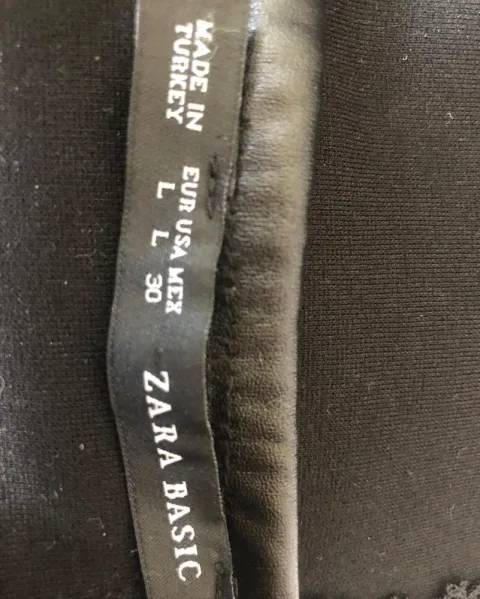 MADE IN
TURKEY
EUR USA MEX
L L 30
ZARA BASIC